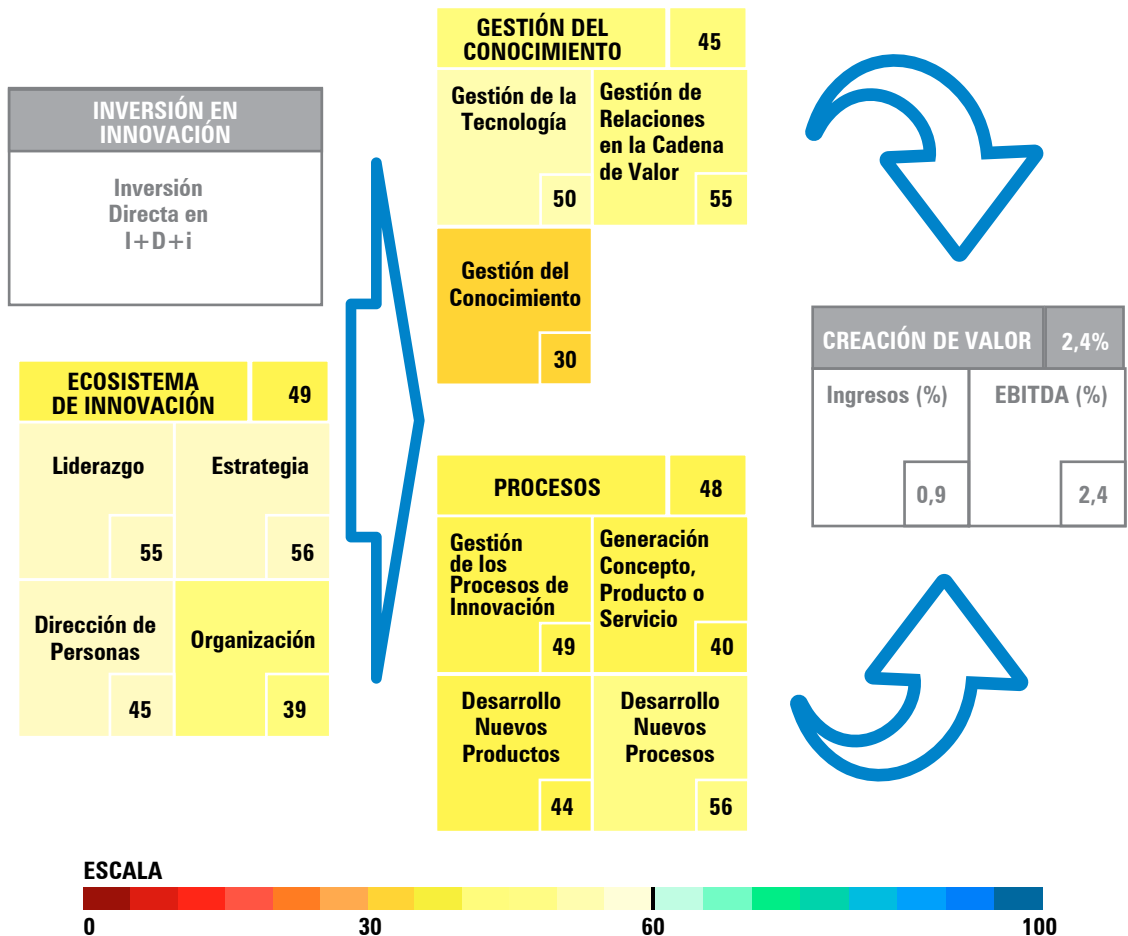 INVERSIÓN EN
INNOVACIÓN
Inversión
Directa en
I+D+i
ECOSISTEMA
DE INNOVACIÓN
49
Liderazgo
55
Estrategia
56
Dirección de
Personas
45
Organización
39
GESTIÓN DEL
CONOCIMIENTO
45
Gestión de la
Tecnología
50
Gestión de
Relaciones
en la Cadena
de Valor
55
Gestión del
Conocimiento
30
PROCESOS
48
Gestión
de los
Procesos de
Innovación
49
Generación
Concepto,
Producto o
Servicio
40
Desarrollo
Nuevos
Productos
44
Desarrollo
Nuevos
Procesos
56
CREACIÓN DE VALOR
2,4%
Ingresos (%)
0,9
EBITDA (%)
2,4
ESCALA
0
30
60
100